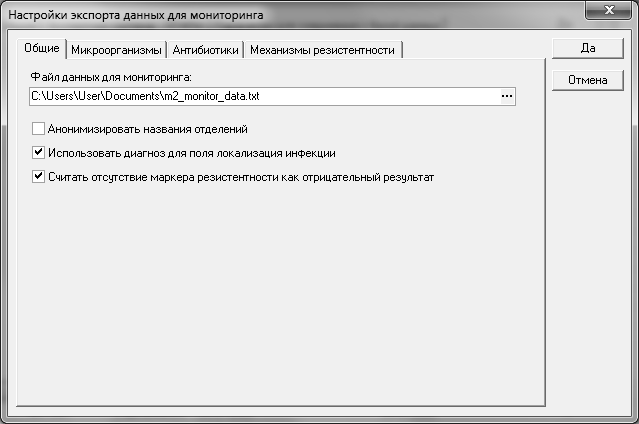 Настройки экспорта данных для мониторинга
Общие Микроорганизмы Антибиотики Механизмы резистентности
Да
Отмена
Файл данных для мониторинга:
C:\Users\User\Documents\m2_monitor_data.txt ...
Анонимизировать названия отделений
Использовать диагноз для поля локализация инфекции
Считать отсутствие маркера резистентности как отрицательный результат